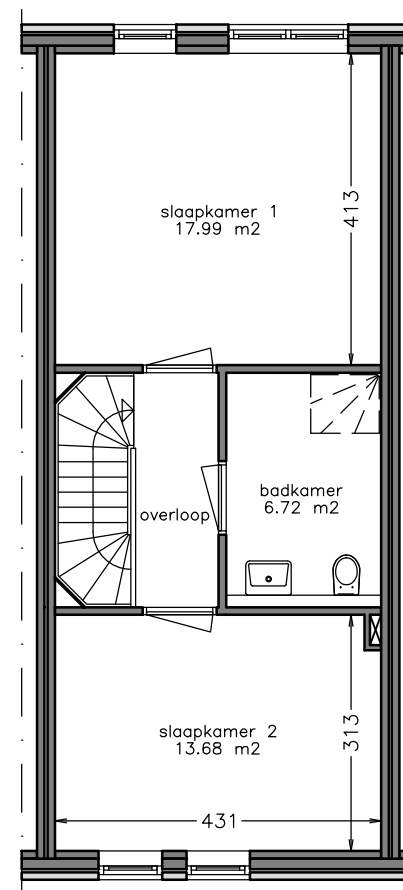 slaapkamer 1
17.99 m2
413
badkamer
6.72 m2
overloop
slaapkamer 2
13.68 m2
313
431